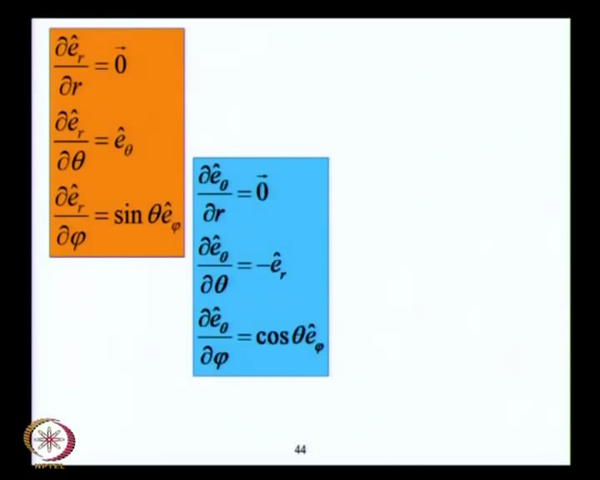 ∂ê_r/∂r = 0⃗
∂ê_r/∂θ = ê_θ
∂ê_r/∂φ = sin θ ê_φ
∂ê_θ/∂r = 0⃗
∂ê_θ/∂θ = −ê_r
∂ê_θ/∂φ = cos θ ê_φ
44
NPTEL